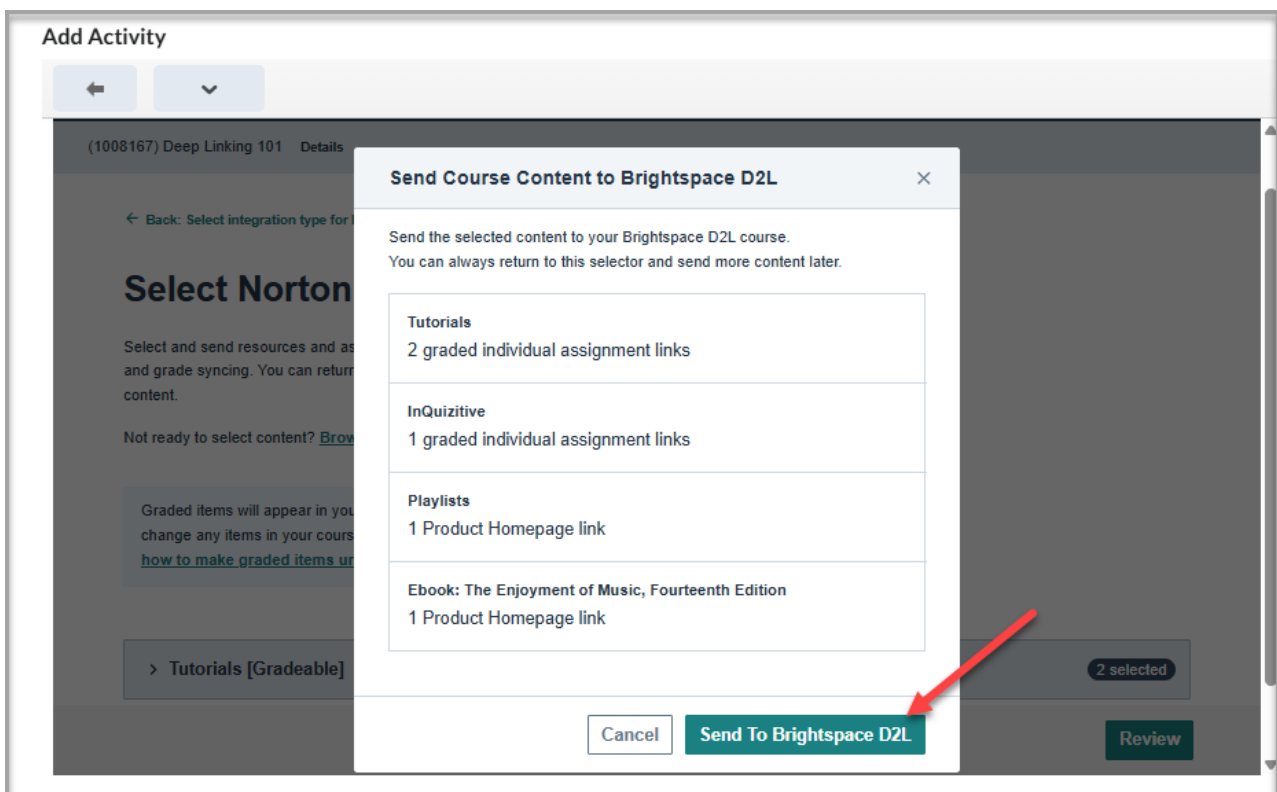 Add Activity
(1008167) Deep Linking 101 Details
← Back: Select integration type for
Select Norton
Select and send resources and as
and grade syncing. You can return
content.
Not ready to select content? Brow
Graded items will appear in you
change any items in your cours
how to make graded items un
> Tutorials [Gradeable]
2 selected
Review
Send Course Content to Brightspace D2L
Send the selected content to your Brightspace D2L course.
You can always return to this selector and send more content later.
Tutorials
2 graded individual assignment links
InQuizitive
1 graded individual assignment links
Playlists
1 Product Homepage link
Ebook: The Enjoyment of Music, Fourteenth Edition
1 Product Homepage link
Cancel
Send To Brightspace D2L